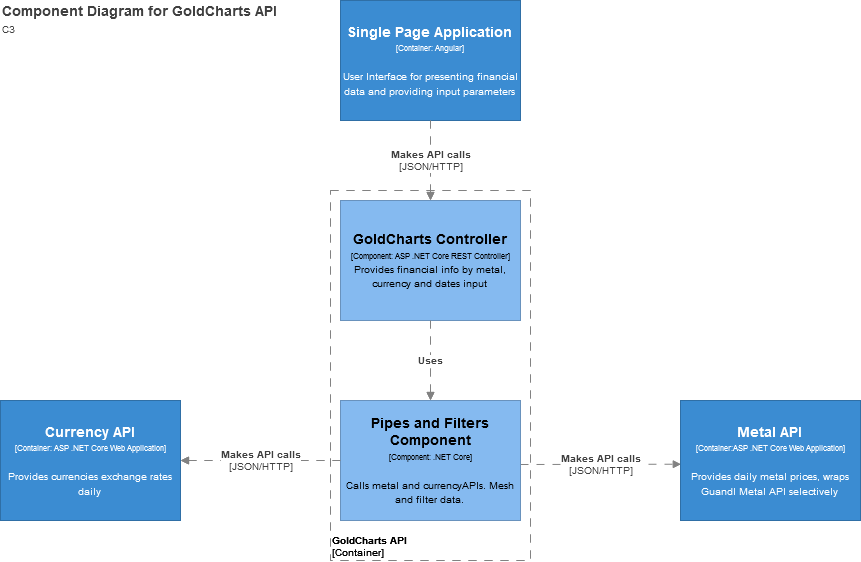 Component Diagram for GoldCharts API
C3
Single Page Application
[Container: Angular]
User Interface for presenting financial
data and providing input parameters
Makes API calls
[JSON/HTTP]
GoldCharts Controller
[Component: ASP .NET Core REST Controller]
Provides financial info by metal,
currency and dates input
Uses
Currency API
[Container: ASP .NET Core Web Application]
Provides currencies exchange rates
daily
Makes API calls
[JSON/HTTP]
Pipes and Filters
Component
[Component: .NET Core]
Calls metal and currencyAPIs. Mesh
and filter data.
Makes API calls
[JSON/HTTP]
Metal API
[Container:ASP .NET Core Web Application]
Provides daily metal prices, wraps
Guandl Metal API selectively
GoldCharts API
[Container]